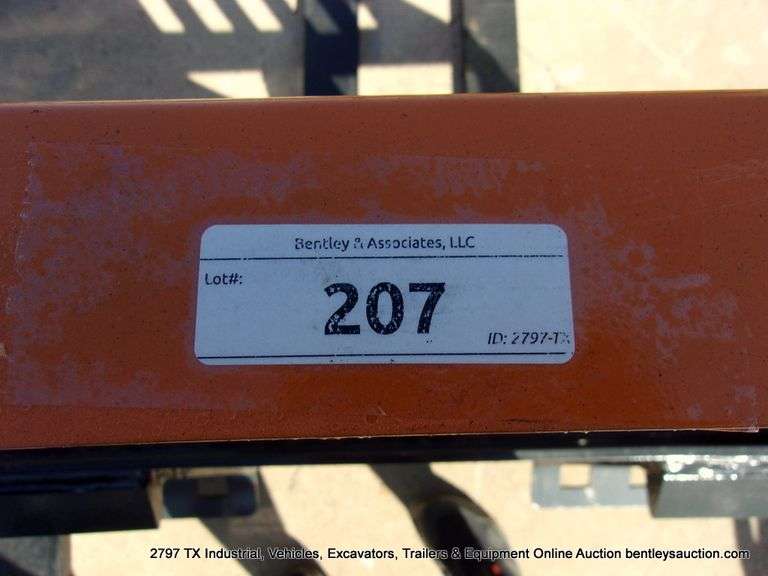 Bentley & Associates, LLC
Lot#:
207
ID: 2797-TX
2797 TX Industrial, Vehicles, Excavators, Trailers & Equipment Online Auction bentleysauction.com